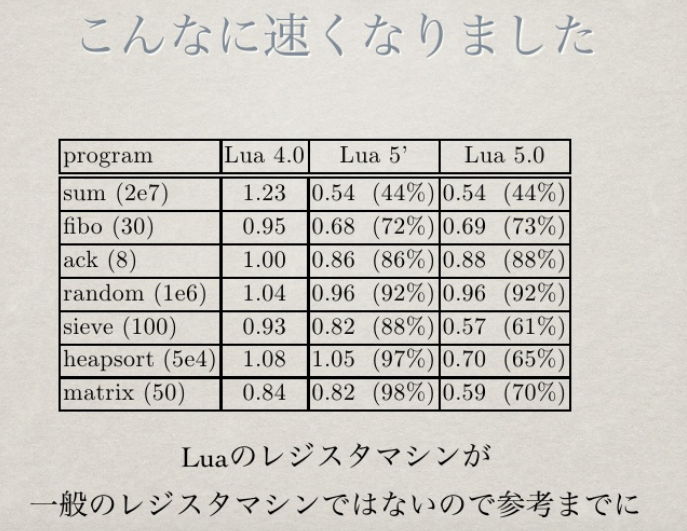 こんなに速くなりました
program Lua 4.0 Lua 5' Lua 5.0
sum (2e7) 1.23 0.54 (44%) 0.54 (44%)
fibo (30) 0.95 0.68 (72%) 0.69 (73%)
ack (8) 1.00 0.86 (86%) 0.88 (88%)
random (1e6) 1.04 0.96 (92%) 0.96 (92%)
sieve (100) 0.93 0.82 (88%) 0.57 (61%)
heapsort (5e4) 1.08 1.05 (97%) 0.70 (65%)
matrix (50) 0.84 0.82 (98%) 0.59 (70%)
Luaのレジスタマシンが
一般のレジスタマシンではないので参考までに